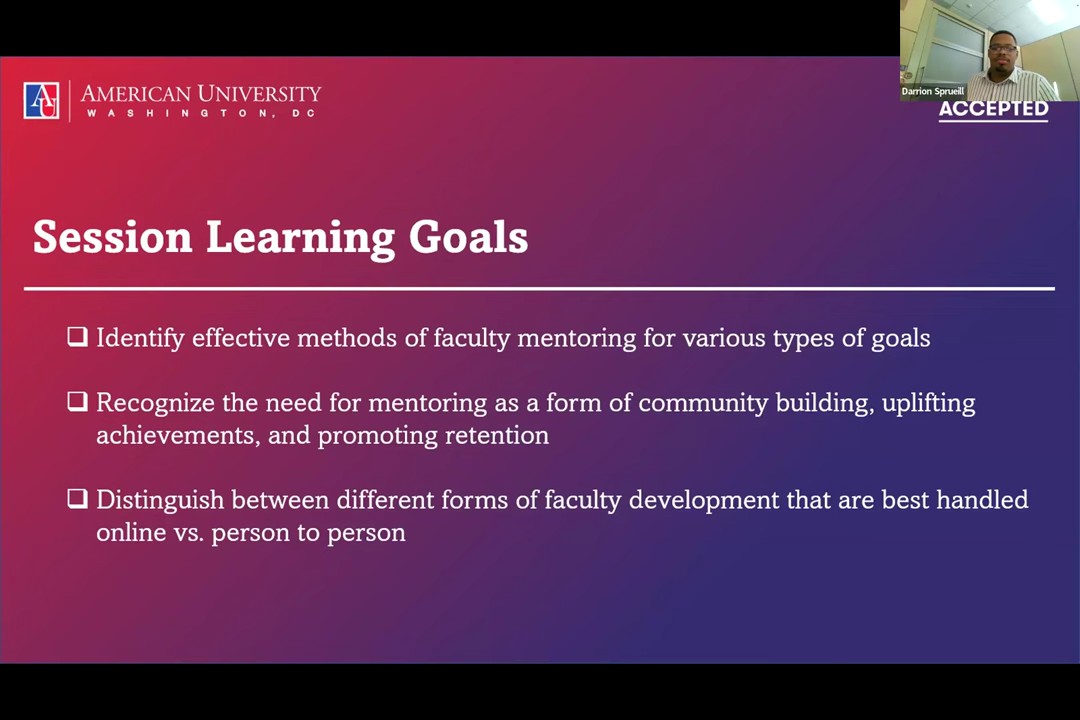 AU
AMERICAN UNIVERSITY
WASHINGTON, DC
Darrion Sprueill
ACCEPTED
Session Learning Goals
Identify effective methods of faculty mentoring for various types of goals
Recognize the need for mentoring as a form of community building, uplifting
achievements, and promoting retention
Distinguish between different forms of faculty development that are best handled
online vs. person to person